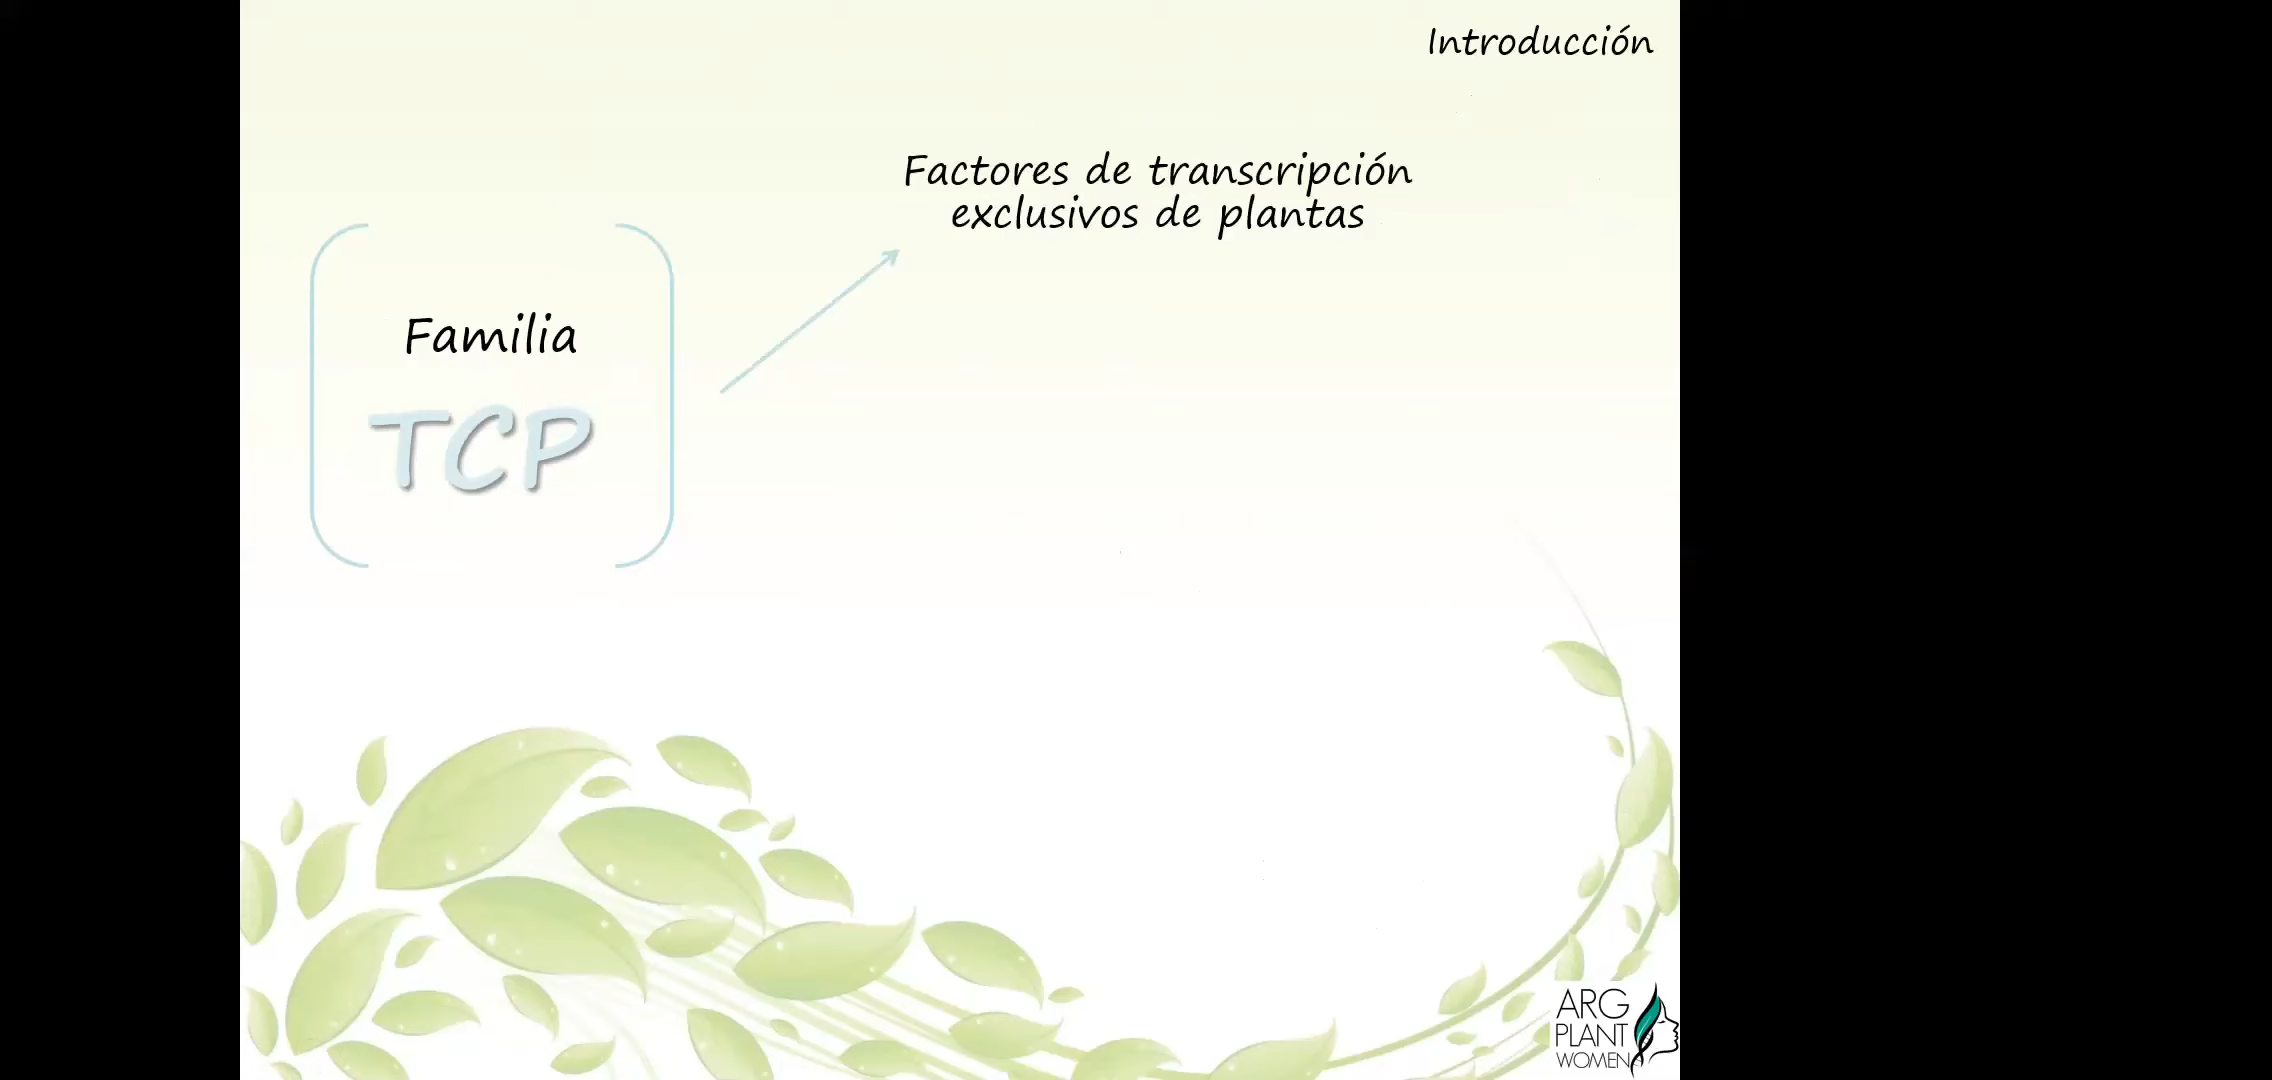 Introducción
Factores de transcripción
exclusivos de plantas
Familia
TCP
ARG
PLANT
WOMEN